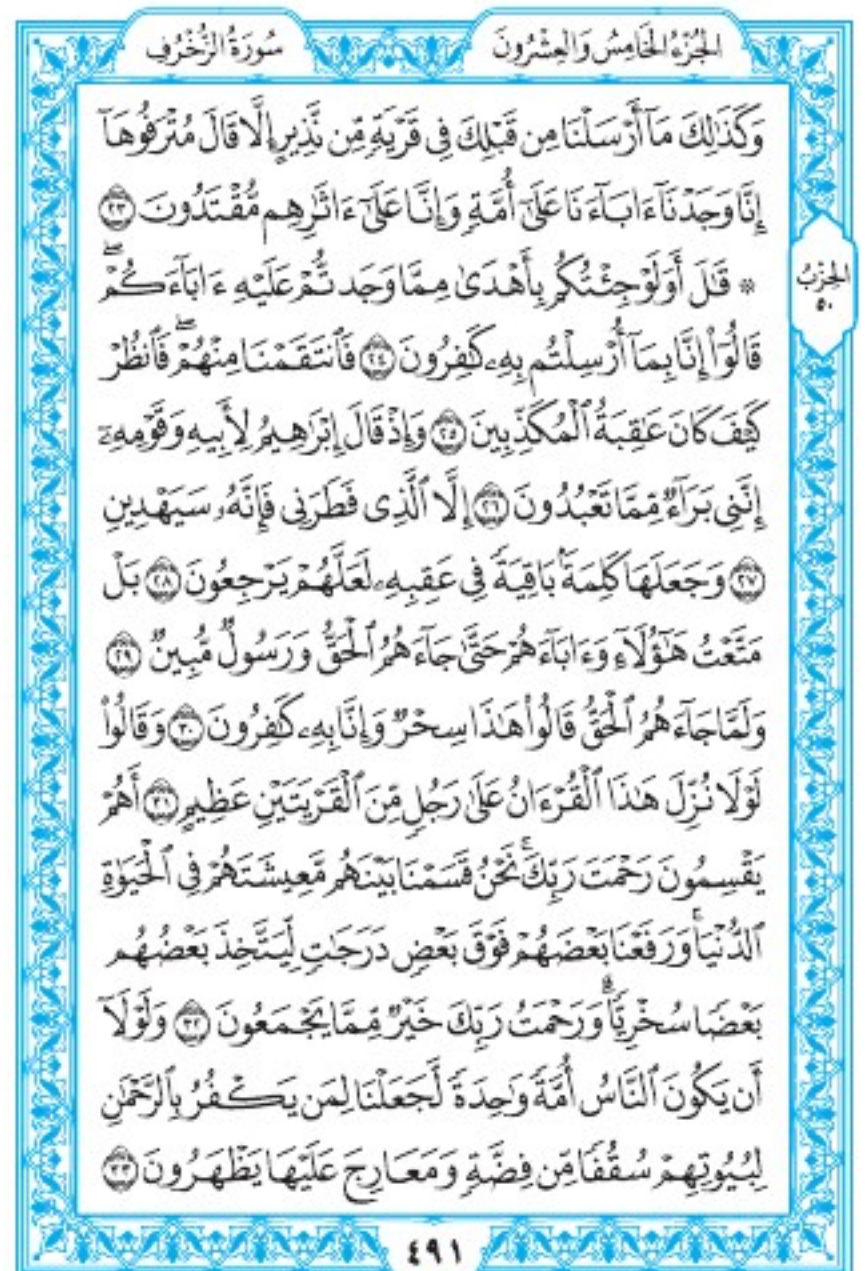 الجُزْءُ الخَامِسُ وَالعِشْرُونَ
سُورَةُ الزُّخْرُفِ
وَكَذَٰلِكَ مَآ أَرْسَلْنَا مِن قَبْلِكَ فِى قَرْيَةٍ مِّن نَّذِيرٍ إِلَّا قَالَ مُتْرَفُوهَآ
إِنَّا وَجَدْنَآ ءَابَآءَنَا عَلَىٰٓ أُمَّةٍ وَإِنَّا عَلَىٰٓ ءَاثَٰرِهِم مُّقْتَدُونَ ٢٣
۞ قَٰلَ أَوَلَوْ جِئْتُكُم بِأَهْدَىٰ مِمَّا وَجَدتُّمْ عَلَيْهِ ءَابَآءَكُمْۖ
قَالُوٓا۟ إِنَّا بِمَآ أُرْسِلْتُم بِهِۦ كَٰفِرُونَ ٢٤ فَٱنتَقَمْنَا مِنْهُمْۖ فَٱنظُرْ
كَيْفَ كَانَ عَٰقِبَةُ ٱلْمُكَذِّبِينَ ٢٥ وَإِذْ قَالَ إِبْرَٰهِيمُ لِأَبِيهِ وَقَوْمِهِۦٓ
إِنَّنِى بَرَآءٌ مِّمَّا تَعْبُدُونَ ٢٦ إِلَّا ٱلَّذِى فَطَرَنِى فَإِنَّهُۥ سَيَهْدِينِ
٢٧ وَجَعَلَهَا كَلِمَةًۢ بَاقِيَةً فِى عَقِبِهِۦ لَعَلَّهُمْ يَرْجِعُونَ ٢٨ بَلْ
مَتَّعْتُ هَٰٓؤُلَآءِ وَءَابَآءَهُمْ حَتَّىٰ جَآءَهُمُ ٱلْحَقُّ وَرَسُولٌ مُّبِينٌ ٢٩
وَلَمَّا جَآءَهُمُ ٱلْحَقُّ قَالُوا۟ هَٰذَا سِحْرٌ وَإِنَّا بِهِۦ كَٰفِرُونَ ٣٠ وَقَالُوا۟
لَوْلَا نُزِّلَ هَٰذَا ٱلْقُرْءَانُ عَلَىٰ رَجُلٍ مِّنَ ٱلْقَرْيَتَيْنِ عَظِيمٍ ٣١ أَهُمْ
يَقْسِمُونَ رَحْمَتَ رَبِّكَۚ نَحْنُ قَسَمْنَا بَيْنَهُم مَّعِيشَتَهُمْ فِى ٱلْحَيَوٰةِ
ٱلدُّنْيَاۚ وَرَفَعْنَا بَعْضَهُمْ فَوْقَ بَعْضٍ دَرَجَٰتٍ لِّيَتَّخِذَ بَعْضُهُم
بَعْضًا سُخْرِيًّاۗ وَرَحْمَتُ رَبِّكَ خَيْرٌ مِّمَّا يَجْمَعُونَ ٣٢ وَلَوْلَآ
أَن يَكُونَ ٱلنَّاسُ أُمَّةً وَٰحِدَةً لَّجَعَلْنَا لِمَن يَكْفُرُ بِٱلرَّحْمَٰنِ
لِبُيُوتِهِمْ سُقُفًا مِّن فِضَّةٍ وَمَعَارِجَ عَلَيْهَا يَظْهَرُونَ ٣٣
الحِزْبُ
٥٠
٤٩١